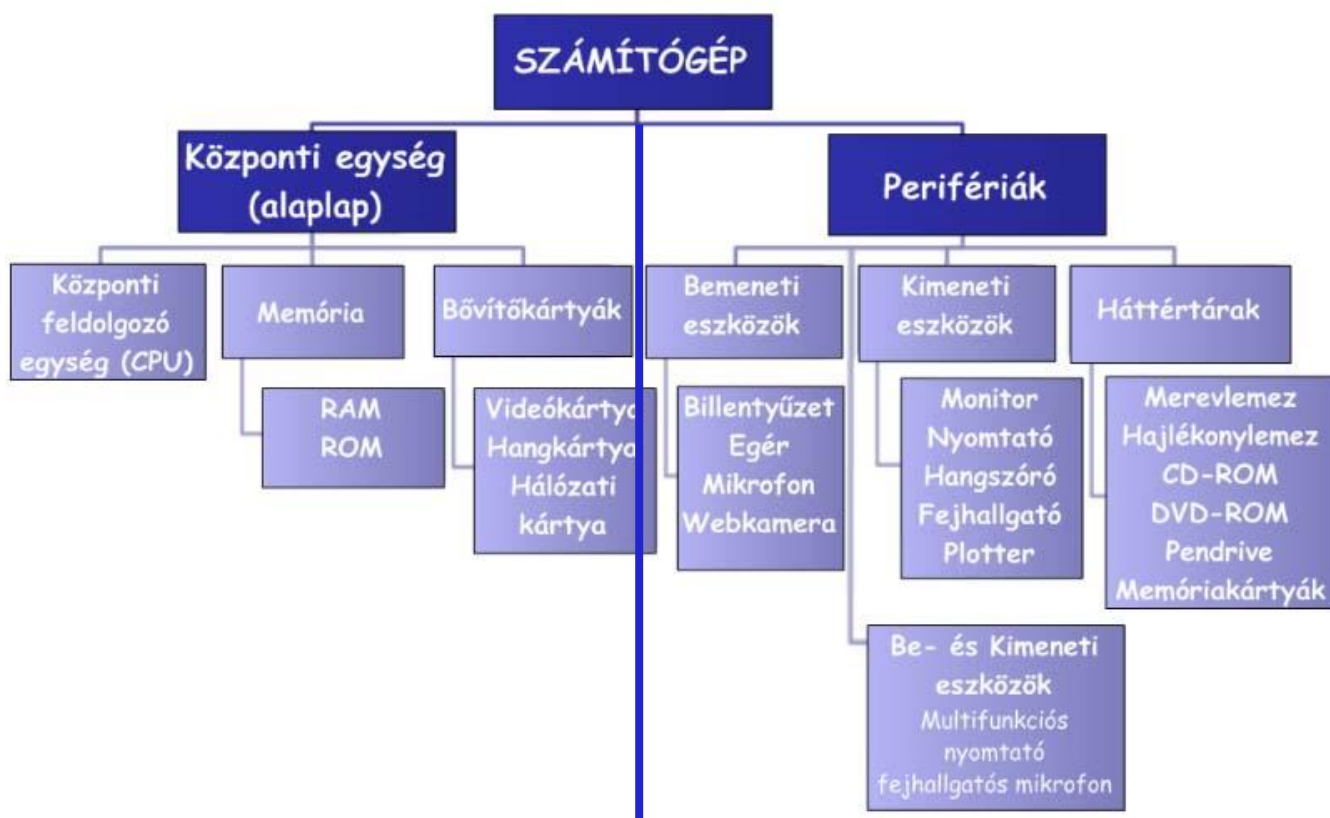 SZÁMÍTÓGÉP
Központi egység
(alaplap)
Perifériák
Központi
feldolgozó
egység (CPU)
Memória
Bővítőkártyák
Bemeneti
eszközök
Kimeneti
eszközök
Háttértárak
RAM
ROM
Videókártya
Hangkártya
Hálózati
kártya
Billentyűzet
Egér
Mikrofon
Webkamera
Monitor
Nyomtató
Hangszóró
Fejhallgató
Plotter
Merevlemez
Hajlékonylemez
CD-ROM
DVD-ROM
Pendrive
Memóriakártyák
Be- és Kimeneti
eszközök
Multifunkciós
nyomtató
fejhallgatós mikrofon